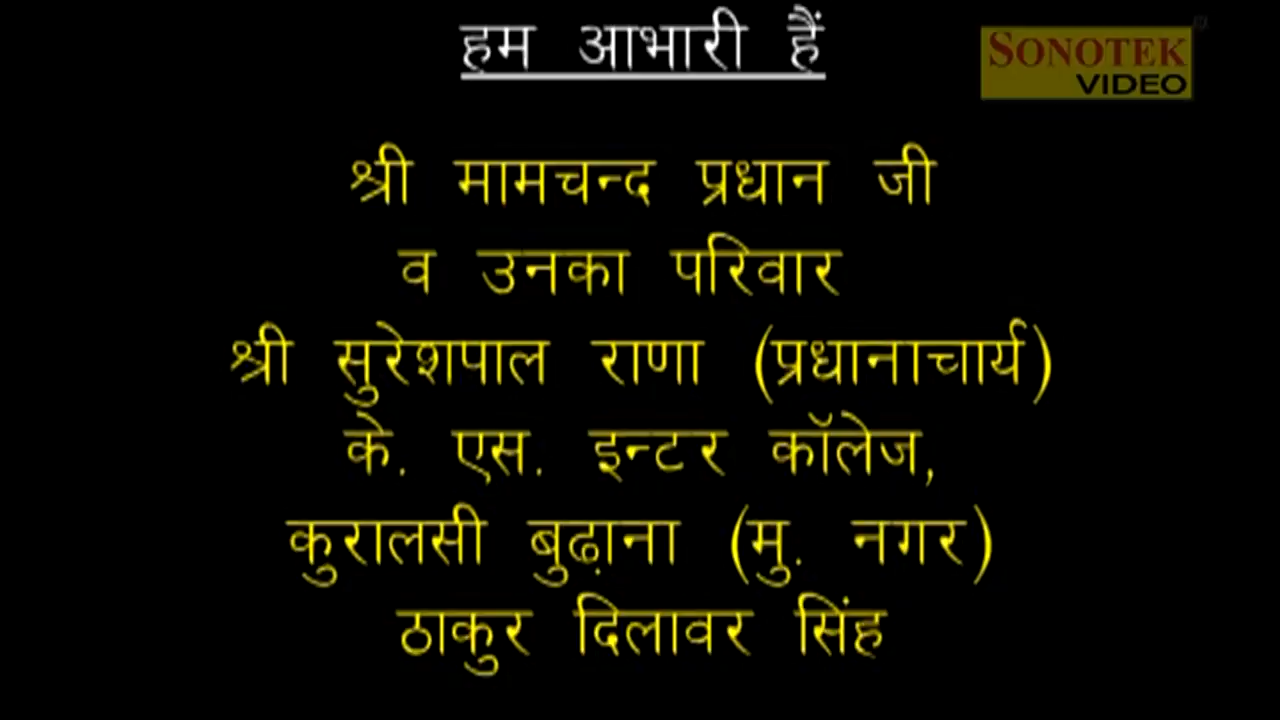 हम आभारी हैं
SONOTEK
VIDEO
श्री मामचन्द प्रधान जी
व उनका परिवार
श्री सुरेशपाल राणा (प्रधानाचार्य)
के. एस. इन्टर कॉलेज,
कुरालसी बुढ़ाना (मु. नगर)
ठाकुर दिलावर सिंह